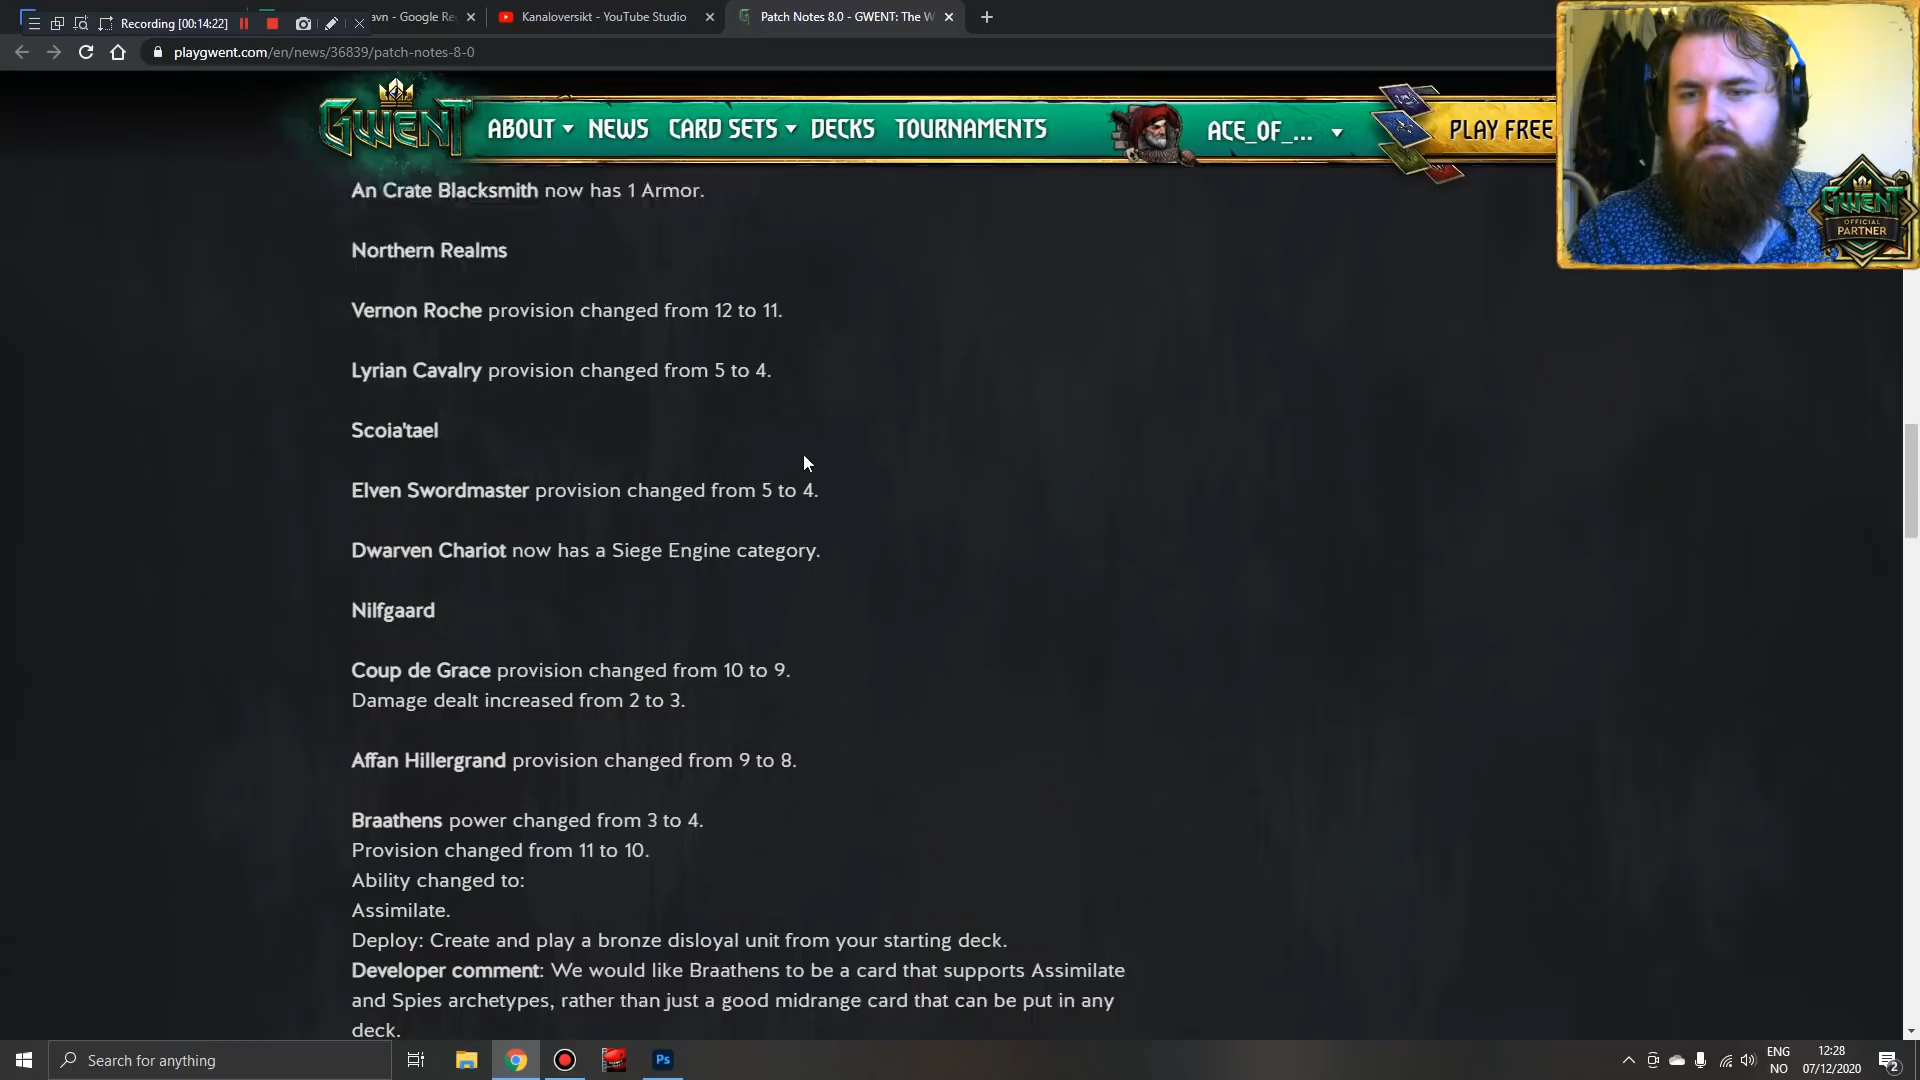 Recording [00:14:22]
avn - Google Re
Kanaloversikt - YouTube Studio
Patch Notes 8.0 - GWENT: The W
playgwent.com/en/news/36839/patch-notes-8-0
GWENT
ABOUT
NEWS
CARD SETS
DECKS
TOURNAMENTS
ACE_OF_...
PLAY FREE
GWENT
OFFICIAL
PARTNER
An Crate Blacksmith now has 1 Armor.
Northern Realms
Vernon Roche provision changed from 12 to 11.
Lyrian Cavalry provision changed from 5 to 4.
Scoia'tael
Elven Swordmaster provision changed from 5 to 4.
Dwarven Chariot now has a Siege Engine category.
Nilfgaard
Coup de Grace provision changed from 10 to 9.
Damage dealt increased from 2 to 3.
Affan Hillergrand provision changed from 9 to 8.
Braathens power changed from 3 to 4.
Provision changed from 11 to 10.
Ability changed to:
Assimilate.
Deploy: Create and play a bronze disloyal unit from your starting deck.
Developer comment: We would like Braathens to be a card that supports Assimilate
and Spies archetypes, rather than just a good midrange card that can be put in any
deck.
Search for anything
Ps
ENG
NO
12:28
07/12/2020
2